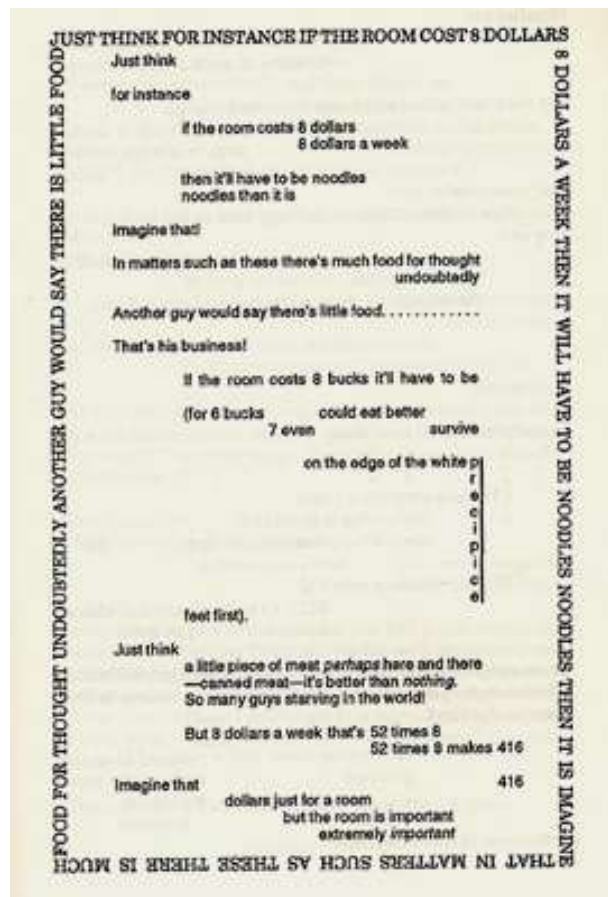 JUST THINK FOR INSTANCE IF THE ROOM COST 8 DOLLARS
8 DOLLARS A WEEK THEN IT WILL HAVE TO BE NOODLES NOODLES THEN IT IS IMAGINE
THAT IN MATTERS SUCH AS THESE THERE IS MUCH
FOOD FOR THOUGHT UNDOUBTEDLY ANOTHER GUY WOULD SAY THERE IS LITTLE FOOD
Just think
for instance
if the room costs 8 dollars
8 dollars a week
then it'll have to be noodles
noodles then it is
Imagine that!
In matters such as these there's much food for thought
undoubtedly
Another guy would say there's little food............
That's his business!
If the room costs 8 bucks it'll have to be
(for 6 bucks could eat better
7 even survive
on the edge of the white p
r
e
c
i
p
i
c
e
feet first).
Just think
a little piece of meat perhaps here and there
—canned meat—it's better than nothing.
So many guys starving in the world!
But 8 dollars a week that's 52 times 8
52 times 8 makes 416
Imagine that 416
dollars just for a room
but the room is important
extremely important